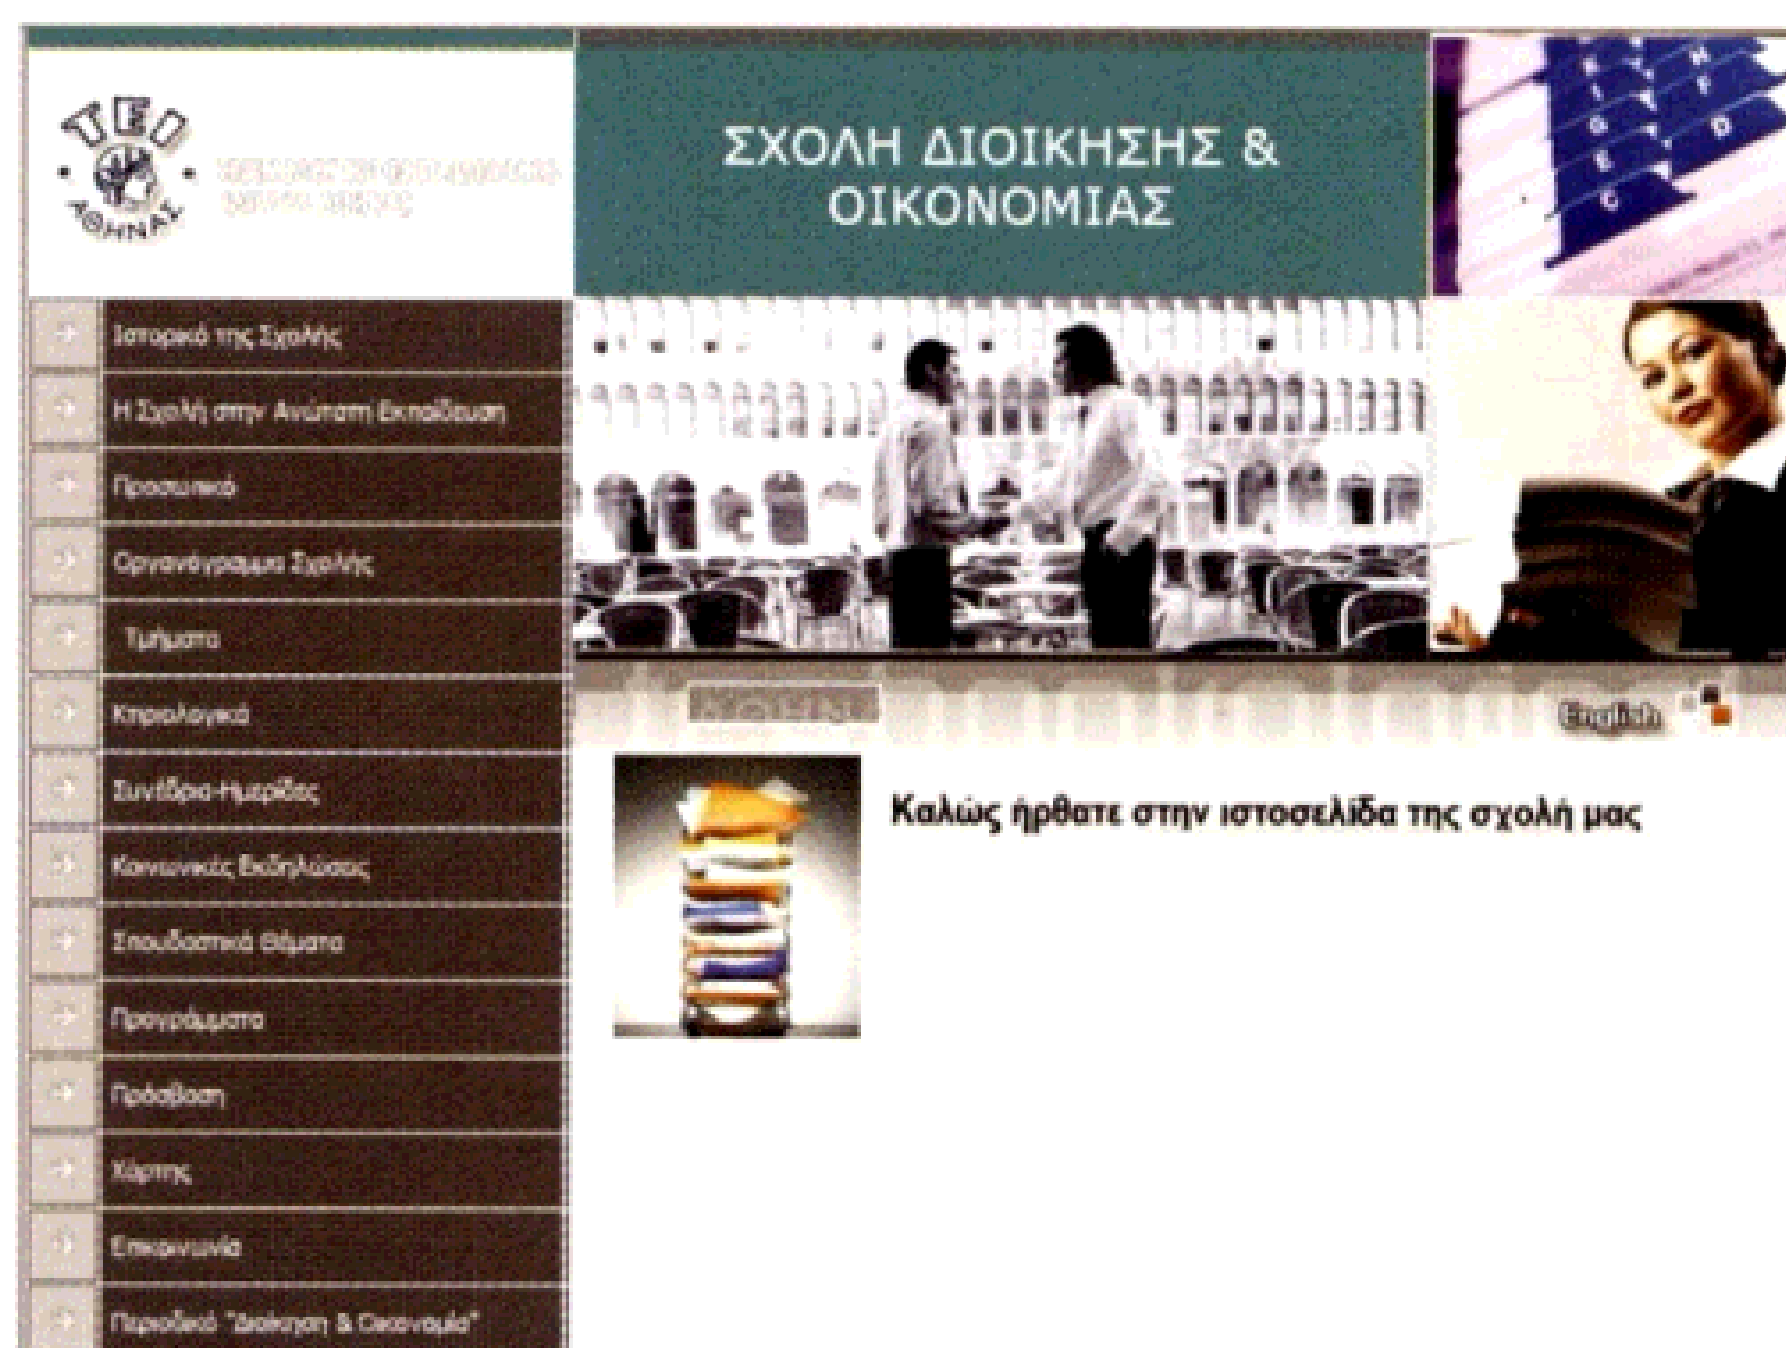 ΤΕΙ
ΑΘΗΝΑΣ
ΣΧΟΛΗ ΔΙΟΙΚΗΣΗΣ &
ΟΙΚΟΝΟΜΙΑΣ
Ιστορικό της Σχολής
Η Σχολή στην Ανώτατη Εκπαίδευση
Προσωπικό
Οργανόγραμμα Σχολής
Τμήματα
Κτιριολογικά
Συνέδρια-Ημερίδες
Κοινωνικές Εκδηλώσεις
Σπουδαστικά Θέματα
Προγράμματα
Πρόσβαση
Χάρτης
Επικοινωνία
Περιοδικό "Διοίκηση & Οικονομία"
English
Καλώς ήρθατε στην ιστοσελίδα της σχολή μας